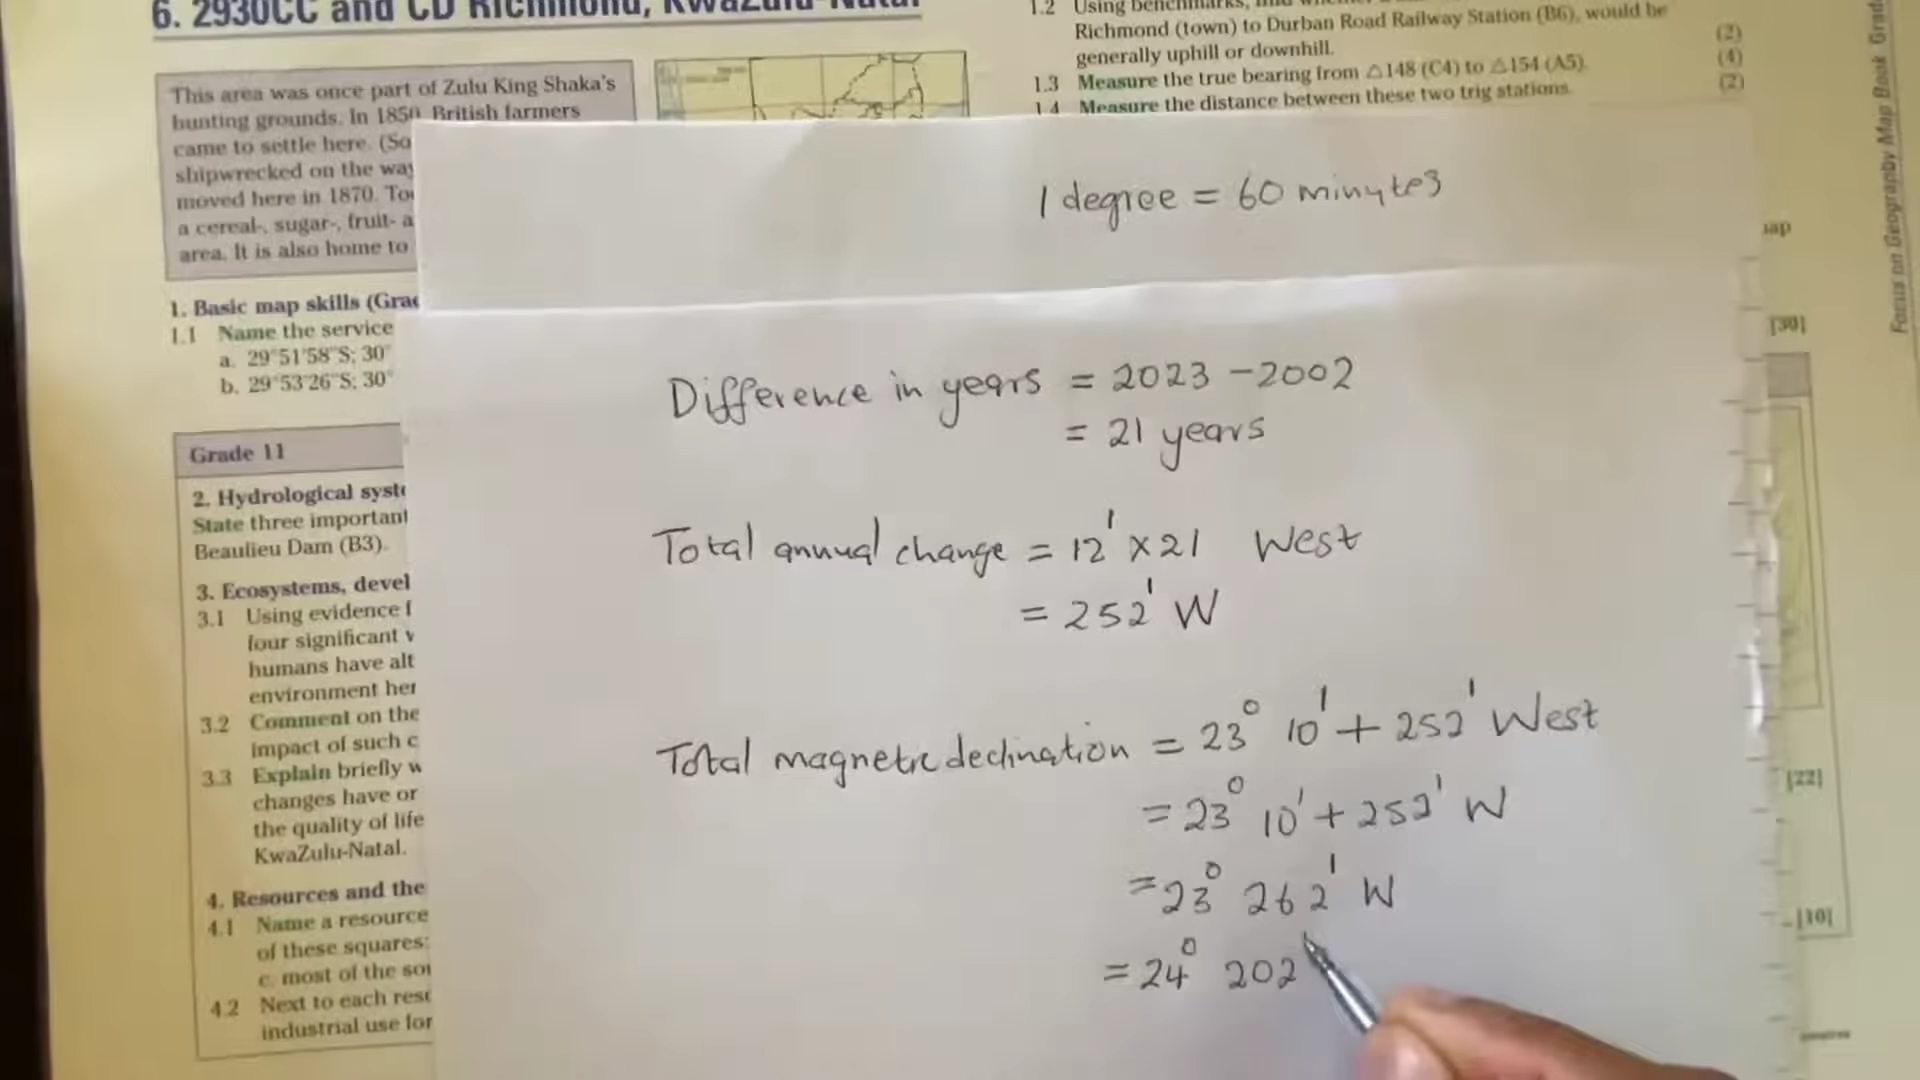 6. 2930CC and CD Richmond, KwaZulu-Natal
This area was once part of Zulu King Shaka's
hunting grounds. In 1850 British farmers
came to settle here. (So
shipwrecked on the way
moved here in 1870. To
a cereal-, sugar-, fruit- a
area. It is also home to
1. Basic map skills (Gra
1.1 Name the service
a. 29°51'58"S; 30°
b. 29°53'26"S; 30°
Grade 11
2. Hydrological syst
State three important
Beaulieu Dam (B3).
3. Ecosystems, devel
3.1 Using evidence f
four significant v
humans have alt
environment her
3.2 Comment on the
impact of such c
3.3 Explain briefly w
changes have or
the quality of life
KwaZulu-Natal.
4. Resources and the
4.1 Name a resource
of these squares:
c. most of the so
4.2 Next to each res
industrial use for
1.2 Using benchmarks,
Richmond (town) to Durban Road Railway Station (B6), would be
generally uphill or downhill. (2)
1.3 Measure the true bearing from △148 (C4) to △154 (A5). (4)
1.4 Measure the distance between these two trig stations. (2)
1 degree = 60 minytes
Difference in years = 2023 - 2002
= 21 years
Total annual change = 12' x 21 West
= 252' W
Total magnetic declination = 23° 10' + 252' West
= 23° 10' + 252' W
= 23° 262' W
= 24° 202
map
[30]
[22]
[10]
Focus on Geography Map Book Grad